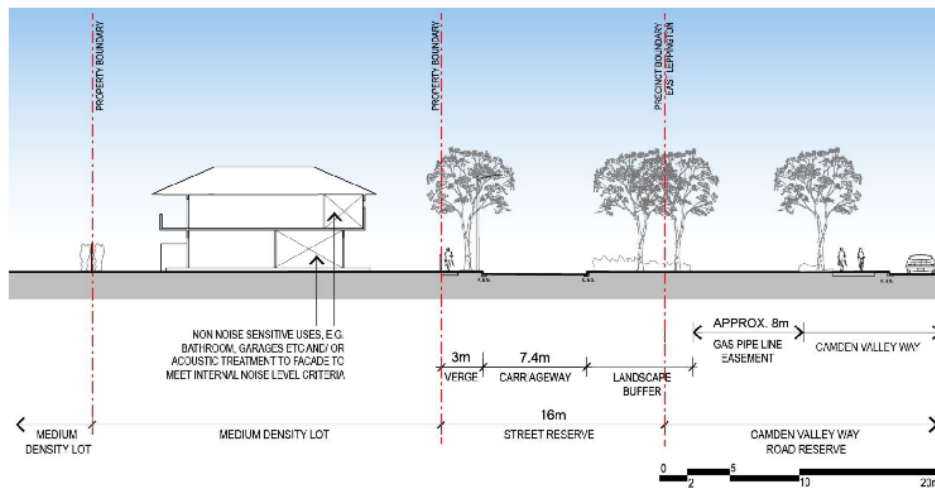 PROPERTY BOUNDARY
PROPERTY BOUNDARY
PRECINCT BOUNDARY
EAST LEPPINGTON
NON NOISE SENSITIVE USES, E.G.
BATHROOM, GARAGES ETC AND/ OR
ACOUSTIC TREATMENT TO FACADE TO
MEET INTERNAL NOISE LEVEL CRITERIA
APPROX. 8m
GAS PIPE LINE
EASEMENT
CAMDEN VALLEY WAY
3m
VERGE
7.4m
CARRIAGEWAY
LANDSCAPE
BUFFER
MEDIUM
DENSITY LOT
MEDIUM DENSITY LOT
16m
STREET RESERVE
CAMDEN VALLEY WAY
ROAD RESERVE
0 5
2 10 20m